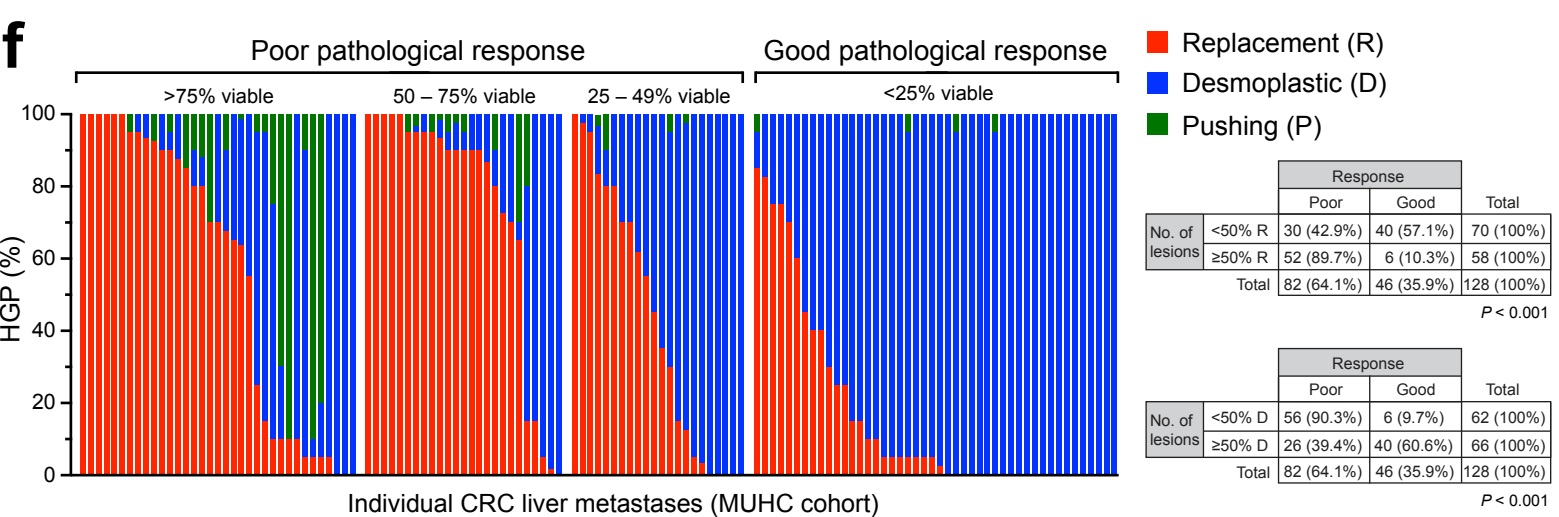 f
Poor pathological response
Good pathological response
>75% viable
50 – 75% viable
25 – 49% viable
<25% viable
HGP (%)
100
80
60
40
20
0
Individual CRC liver metastases (MUHC cohort)
Replacement (R)
Desmoplastic (D)
Pushing (P)
Response
Poor Good Total
No. of lesions
<50% R 30 (42.9%) 40 (57.1%) 70 (100%)
≥50% R 52 (89.7%) 6 (10.3%) 58 (100%)
Total 82 (64.1%) 46 (35.9%) 128 (100%)
P < 0.001
Response
Poor Good Total
No. of lesions
<50% D 56 (90.3%) 6 (9.7%) 62 (100%)
≥50% D 26 (39.4%) 40 (60.6%) 66 (100%)
Total 82 (64.1%) 46 (35.9%) 128 (100%)
P < 0.001